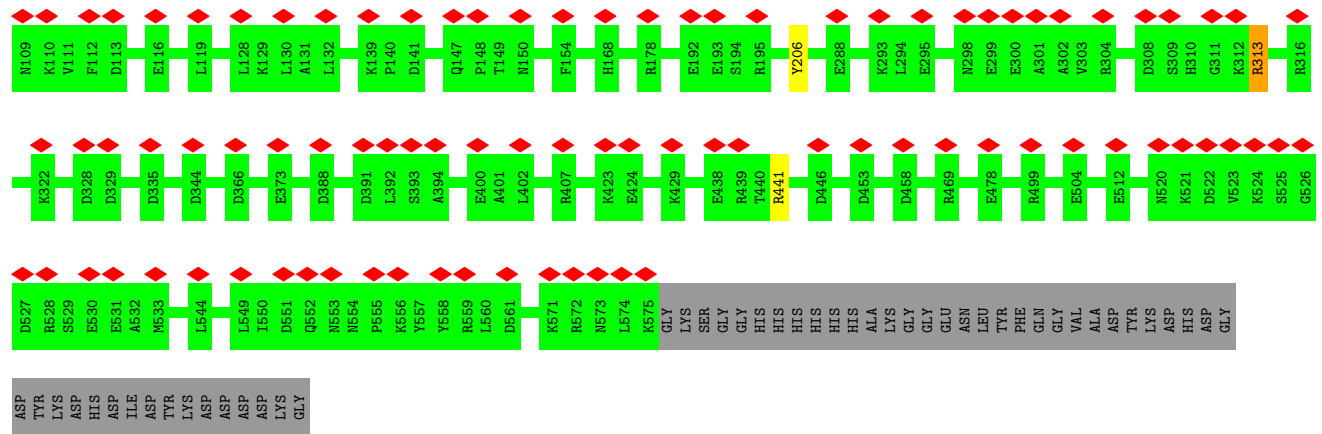 N109 K110 V111 F112 D113 E116 L119 L128 K129 L130 A131 L132 K139 P140 D141 Q147 P148 T149 N150 F154 H168 R178 E192 E193 S194 R195 Y206 E288 K293 L294 E295 N298 E299 E300 A301 A302 V303 R304 D308 S309 H310 G311 K312 R313 R316
K322 D328 D329 D335 D344 D366 E373 D388 D391 L392 S393 A394 E400 A401 L402 R407 K423 E424 K429 E438 R439 T440 R441 D446 D453 D458 R469 E478 R499 E504 E512 N520 K521 D522 V523 K524 S525 G526
D527 R528 S529 E530 E531 A532 M533 L544 L549 I550 D551 Q552 N553 N554 P555 K556 Y557 Y558 R559 L560 D561 K571 R572 N573 L574 K575 GLY LYS SER GLY GLY HIS HIS HIS HIS HIS HIS ALA LYS GLY GLY GLU ASN LEU TYR PHE GLN GLY VAL ALA ASP TYR LYS ASP HIS ASP GLY
ASP TYR LYS ASP HIS ASP ILE ASP TYR LYS ASP ASP ASP ASP LYS GLY